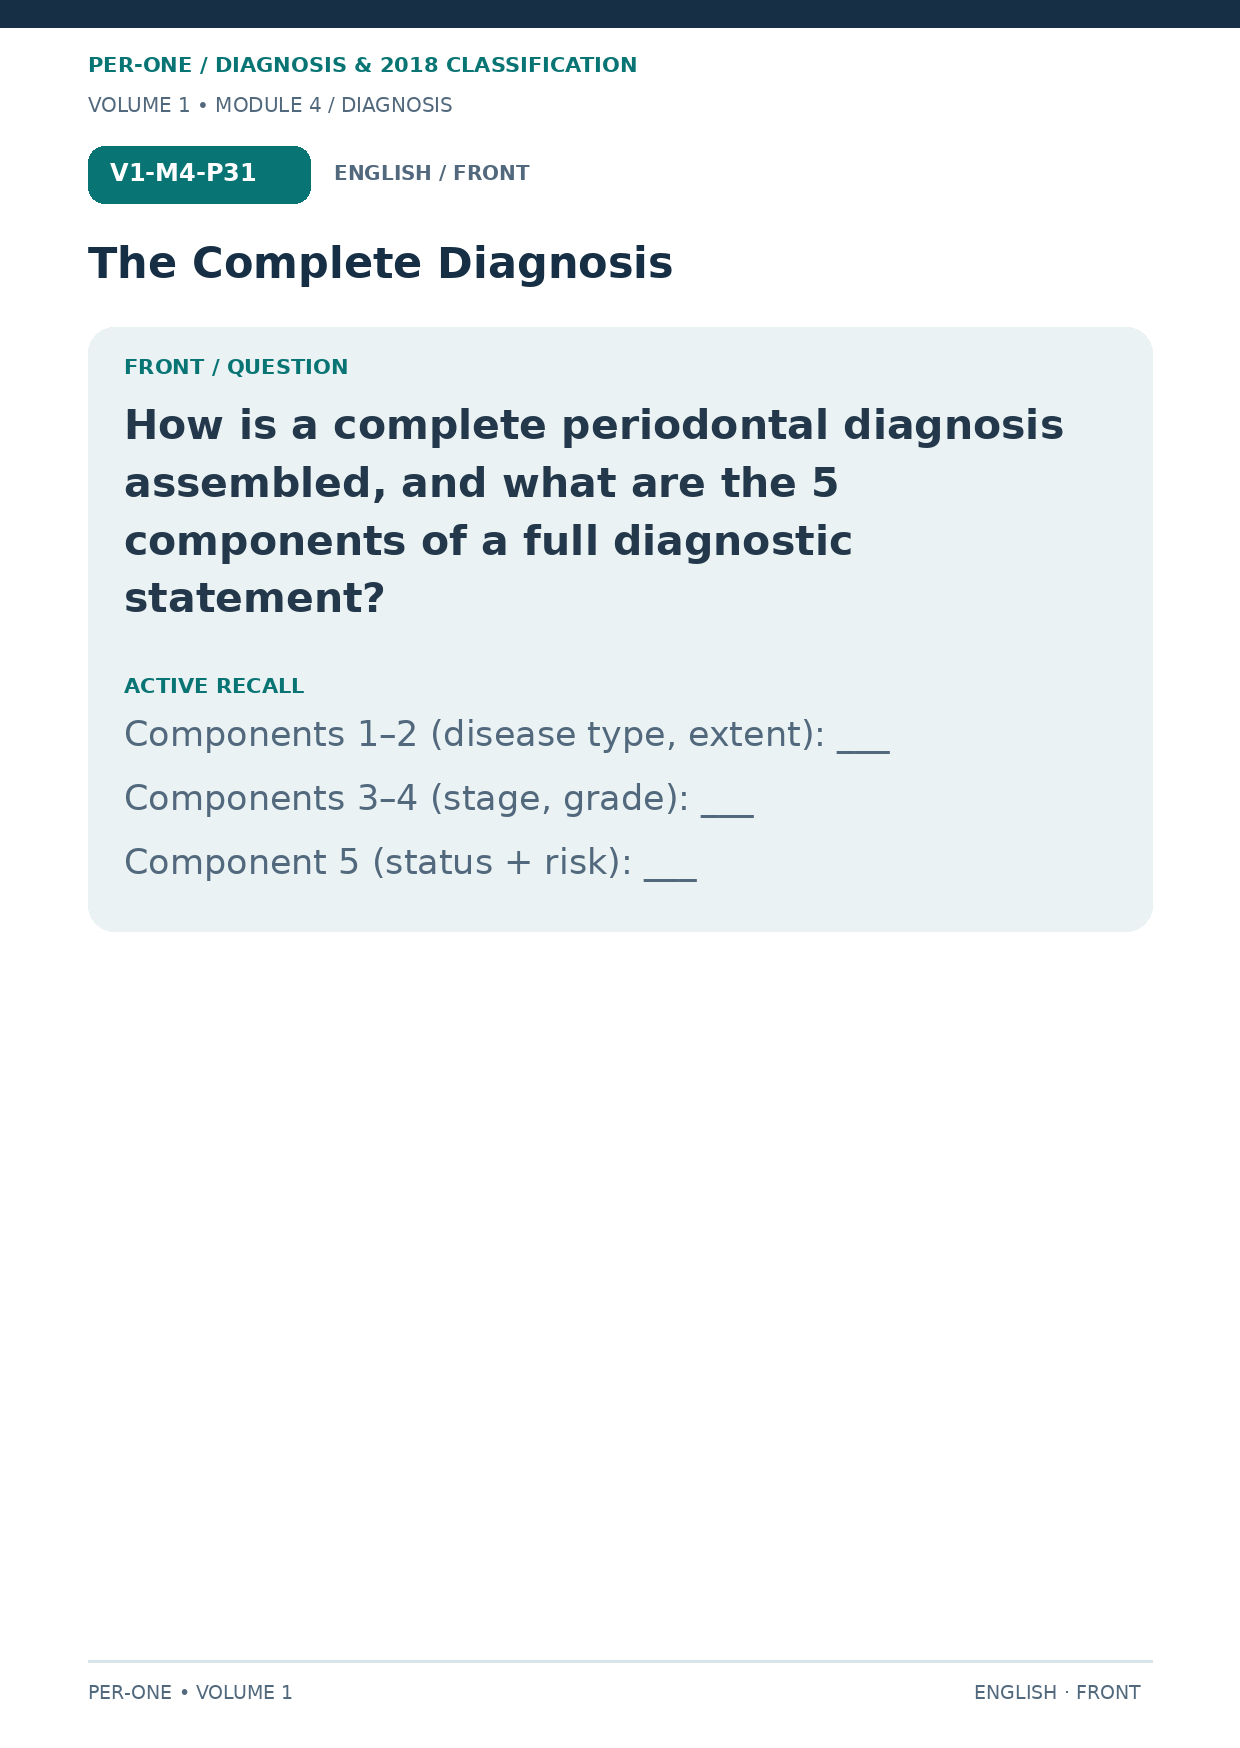 PER-ONE / DIAGNOSIS & 2018 CLASSIFICATION
VOLUME 1 • MODULE 4 / DIAGNOSIS
V1-M4-P31
ENGLISH / FRONT
The Complete Diagnosis
FRONT / QUESTION
How is a complete periodontal diagnosis
assembled, and what are the 5
components of a full diagnostic
statement?
ACTIVE RECALL
Components 1–2 (disease type, extent): ___
Components 3–4 (stage, grade): ___
Component 5 (status + risk): ___
PER-ONE • VOLUME 1
ENGLISH · FRONT